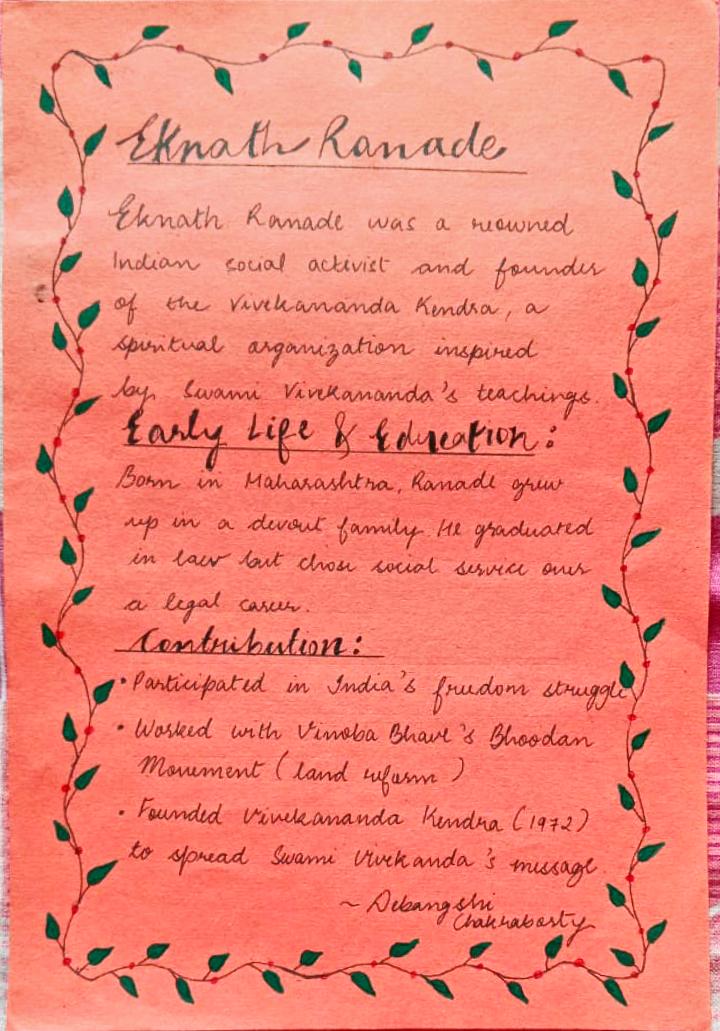 Eknath Ranade
Eknath Ranade was a reowned
Indian social activist and founder
of the Vivekananda Kendra, a
spiritual organization inspired
by Swami Vivekananda's teachings.
Early Life & Education:
Born in Maharashtra, Ranade grew
up in a devout family. He graduated
in law but chose social service over
a legal career.
Contribution:
• Participated in India's freedom struggle
• Worked with Vinoba Bhave's Bhoodan
Movement (land reform)
• Founded Vivekananda Kendra (1972)
to spread Swami Vivekanda's message.
~ Debangshi
Chakraborty